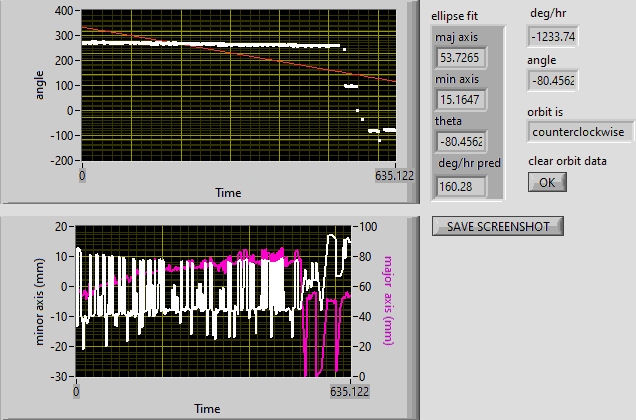 400
300
200
100
0
-100
-200
angle
0
635.122
Time
ellipse fit
maj axis
53.7265
min axis
15.1647
theta
-80.4562
deg/hr pred
160.28
deg/hr
-1233.74
angle
-80.4562
orbit is
counterclockwise
clear orbit data
OK
SAVE SCREENSHOT
20
10
0
-10
-20
-30
minor axis (mm)
100
80
60
40
20
0
major axis (mm)
0
635.122
Time